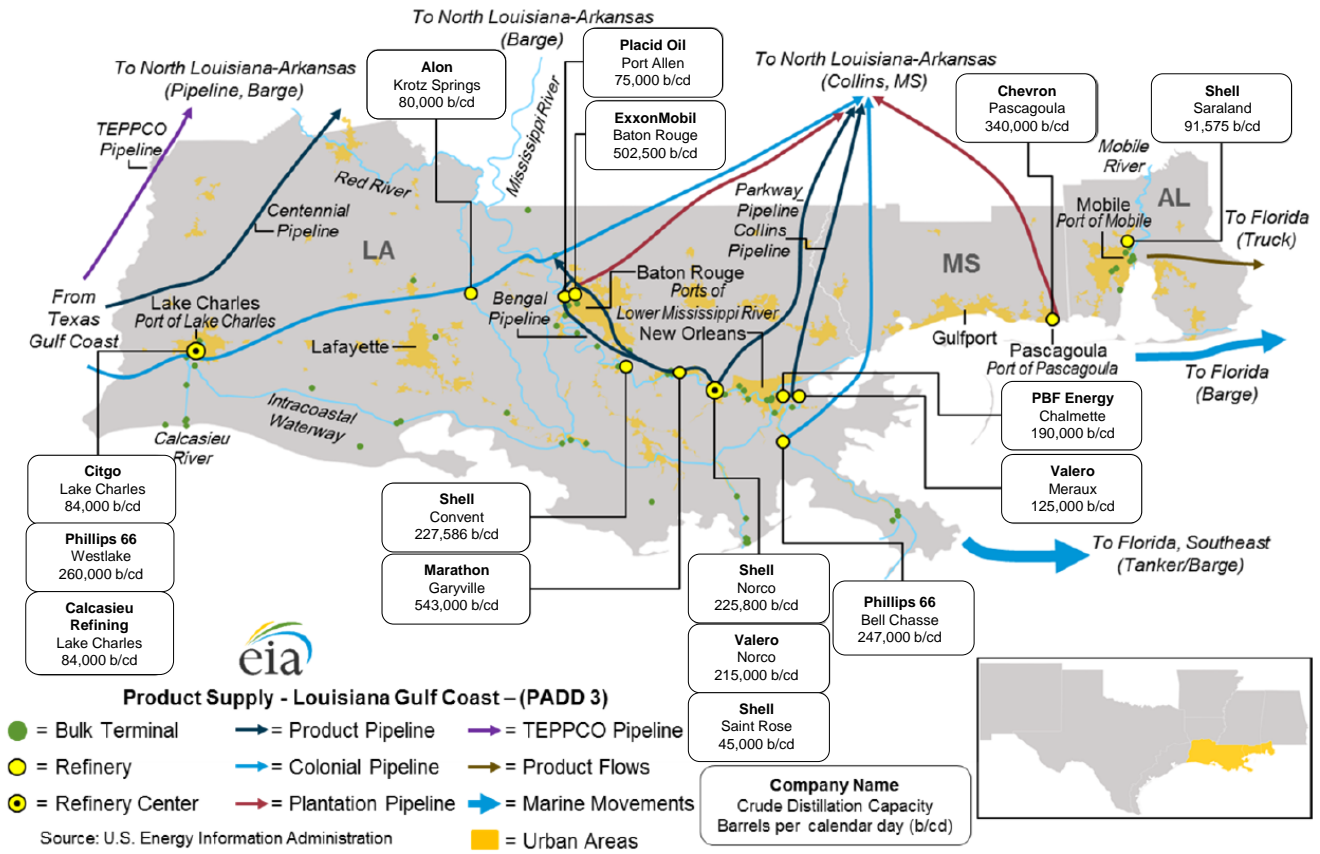 To North Louisiana-Arkansas
(Barge)
To North Louisiana-Arkansas
(Pipeline, Barge)
Alon
Krotz Springs
80,000 b/cd
Placid Oil
Port Allen
75,000 b/cd
ExxonMobil
Baton Rouge
502,500 b/cd
To North Louisiana-Arkansas
(Collins, MS)
Chevron
Pascagoula
340,000 b/cd
Shell
Saraland
91,575 b/cd
TEPPCO
Pipeline
Mississippi River
Red River
Mobile
River
Centennial
Pipeline
Parkway
Pipeline
Collins
Pipeline
LA
MS
AL
Mobile
Port of Mobile
To Florida
(Truck)
From
Texas
Gulf Coast
Lake Charles
Port of Lake Charles
Bengal
Pipeline
Baton Rouge
Ports of
Lower Mississippi River
New Orleans
Lafayette
Gulfport
Pascagoula
Port of Pascagoula
To Florida
(Barge)
Intracoastal
Waterway
Calcasieu
River
PBF Energy
Chalmette
190,000 b/cd
Valero
Meraux
125,000 b/cd
Citgo
Lake Charles
84,000 b/cd
Phillips 66
Westlake
260,000 b/cd
Calcasieu
Refining
Lake Charles
84,000 b/cd
Shell
Convent
227,586 b/cd
Marathon
Garyville
543,000 b/cd
Shell
Norco
225,800 b/cd
Valero
Norco
215,000 b/cd
Shell
Saint Rose
45,000 b/cd
Phillips 66
Bell Chasse
247,000 b/cd
To Florida, Southeast
(Tanker/Barge)
eia
Product Supply - Louisiana Gulf Coast – (PADD 3)
= Bulk Terminal
= Product Pipeline
= TEPPCO Pipeline
= Refinery
= Colonial Pipeline
= Product Flows
= Refinery Center
= Plantation Pipeline
= Marine Movements
Source: U.S. Energy Information Administration
= Urban Areas
Company Name
Crude Distillation Capacity
Barrels per calendar day (b/cd)